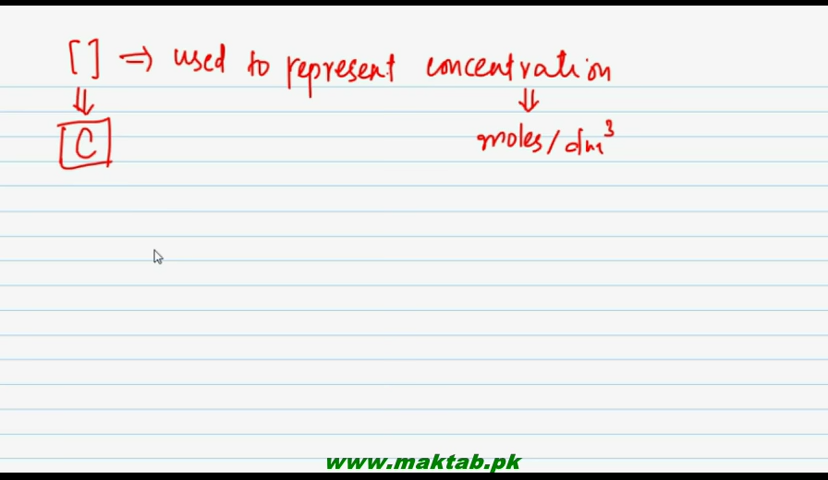 [ ] ⇒ used to represent concentration
⇓ ⇓
C moles/dm³
www.maktab.pk